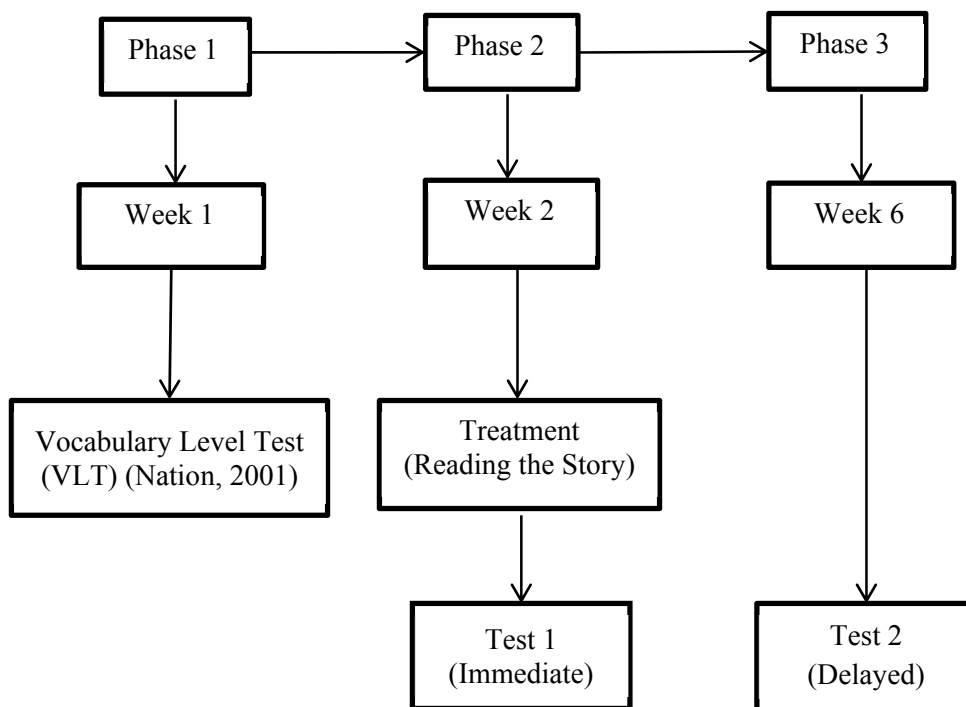 Phase 1
Phase 2
Phase 3
Week 1
Week 2
Week 6
Vocabulary Level Test
(VLT) (Nation, 2001)
Treatment
(Reading the Story)
Test 1
(Immediate)
Test 2
(Delayed)